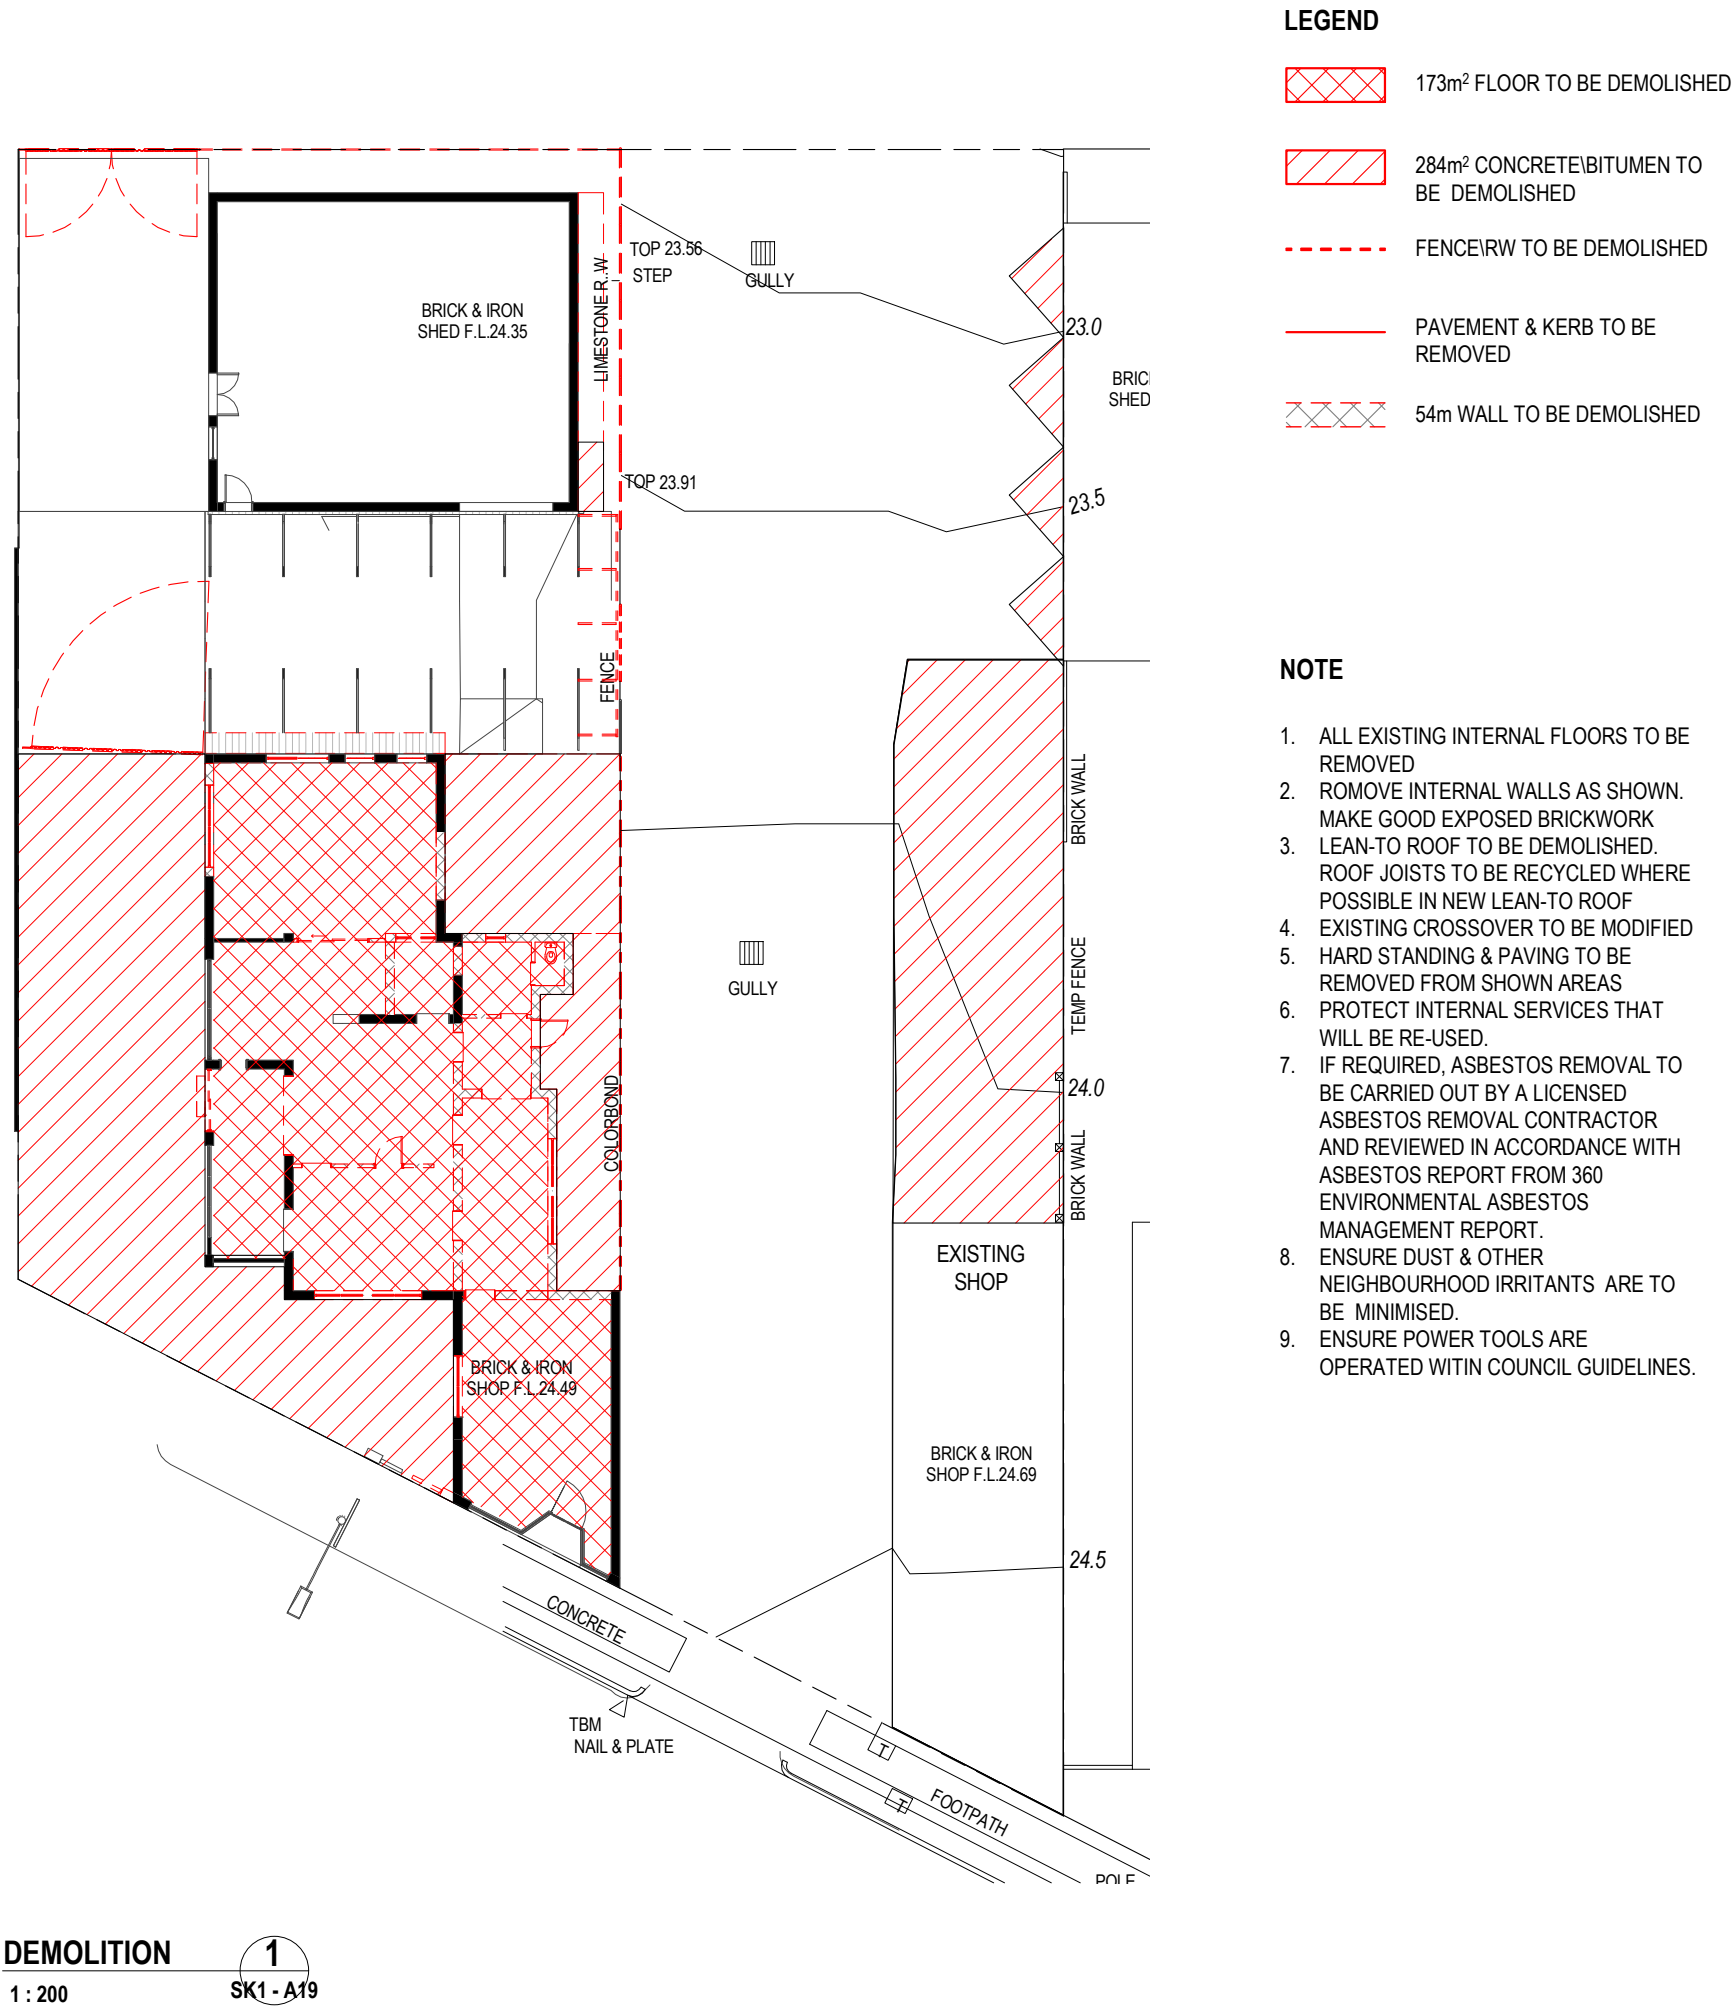 LEGEND
173m² FLOOR TO BE DEMOLISHED
284m² CONCRETE\BITUMEN TO
BE DEMOLISHED
FENCE\RW TO BE DEMOLISHED
PAVEMENT & KERB TO BE
REMOVED
54m WALL TO BE DEMOLISHED
BRICK & IRON
SHED F.L.24.35
LIMESTONE R..W
TOP 23.56
STEP
GULLY
23.0
BRIC
SHED
TOP 23.91
23.5
FENCE
BRICK WALL
TEMP FENCE
GULLY
24.0
COLORBOND
BRICK WALL
EXISTING
SHOP
BRICK & IRON
SHOP F.L.24.49
BRICK & IRON
SHOP F.L.24.69
24.5
CONCRETE
TBM
NAIL & PLATE
T
T
FOOTPATH
POLE
NOTE
1. ALL EXISTING INTERNAL FLOORS TO BE
REMOVED
2. ROMOVE INTERNAL WALLS AS SHOWN.
MAKE GOOD EXPOSED BRICKWORK
3. LEAN-TO ROOF TO BE DEMOLISHED.
ROOF JOISTS TO BE RECYCLED WHERE
POSSIBLE IN NEW LEAN-TO ROOF
4. EXISTING CROSSOVER TO BE MODIFIED
5. HARD STANDING & PAVING TO BE
REMOVED FROM SHOWN AREAS
6. PROTECT INTERNAL SERVICES THAT
WILL BE RE-USED.
7. IF REQUIRED, ASBESTOS REMOVAL TO
BE CARRIED OUT BY A LICENSED
ASBESTOS REMOVAL CONTRACTOR
AND REVIEWED IN ACCORDANCE WITH
ASBESTOS REPORT FROM 360
ENVIRONMENTAL ASBESTOS
MANAGEMENT REPORT.
8. ENSURE DUST & OTHER
NEIGHBOURHOOD IRRITANTS ARE TO
BE MINIMISED.
9. ENSURE POWER TOOLS ARE
OPERATED WITIN COUNCIL GUIDELINES.
DEMOLITION
1
1 : 200
SK1 - A19